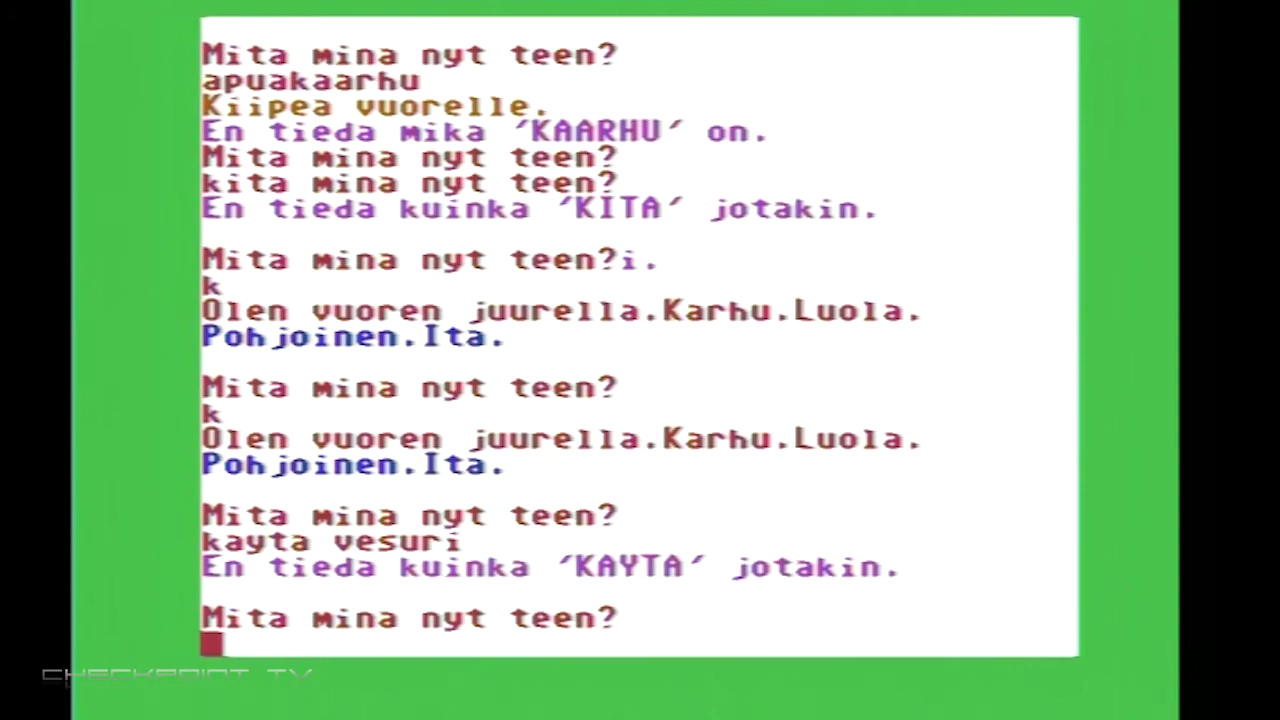 Mita mina nyt teen?
apuakaarhu
Kiipea vuorelle.
En tieda mika 'KAARHU' on.
Mita mina nyt teen?
kita mina nyt teen?
En tieda kuinka 'KITA' jotakin.
Mita mina nyt teen?i.
k
Olen vuoren juurella.Karhu.Luola.
Pohjoinen.Ita.
Mita mina nyt teen?
k
Olen vuoren juurella.Karhu.Luola.
Pohjoinen.Ita.
Mita mina nyt teen?
kayta vesuri
En tieda kuinka 'KAYTA' jotakin.
Mita mina nyt teen?
CHECKPOINT TV